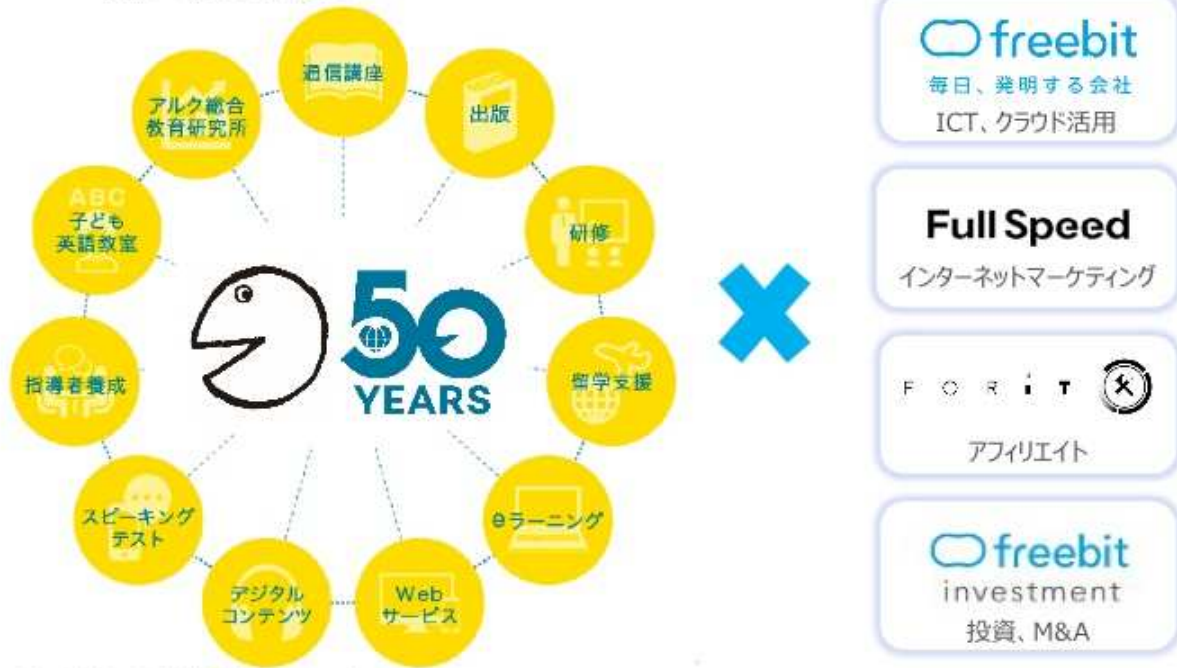 通信講座
出版
研修
留学支援
eラーニング
Web
サービス
デジタル
コンテンツ
スピーキング
テスト
指導者養成
ABC
子ども
英語教室
アルク総合
教育研究所
50
YEARS
freebit
毎日、発明する会社
ICT、クラウド活用
Full Speed
インターネットマーケティング
FORiT
アフィリエイト
freebit
investment
投資、M&A